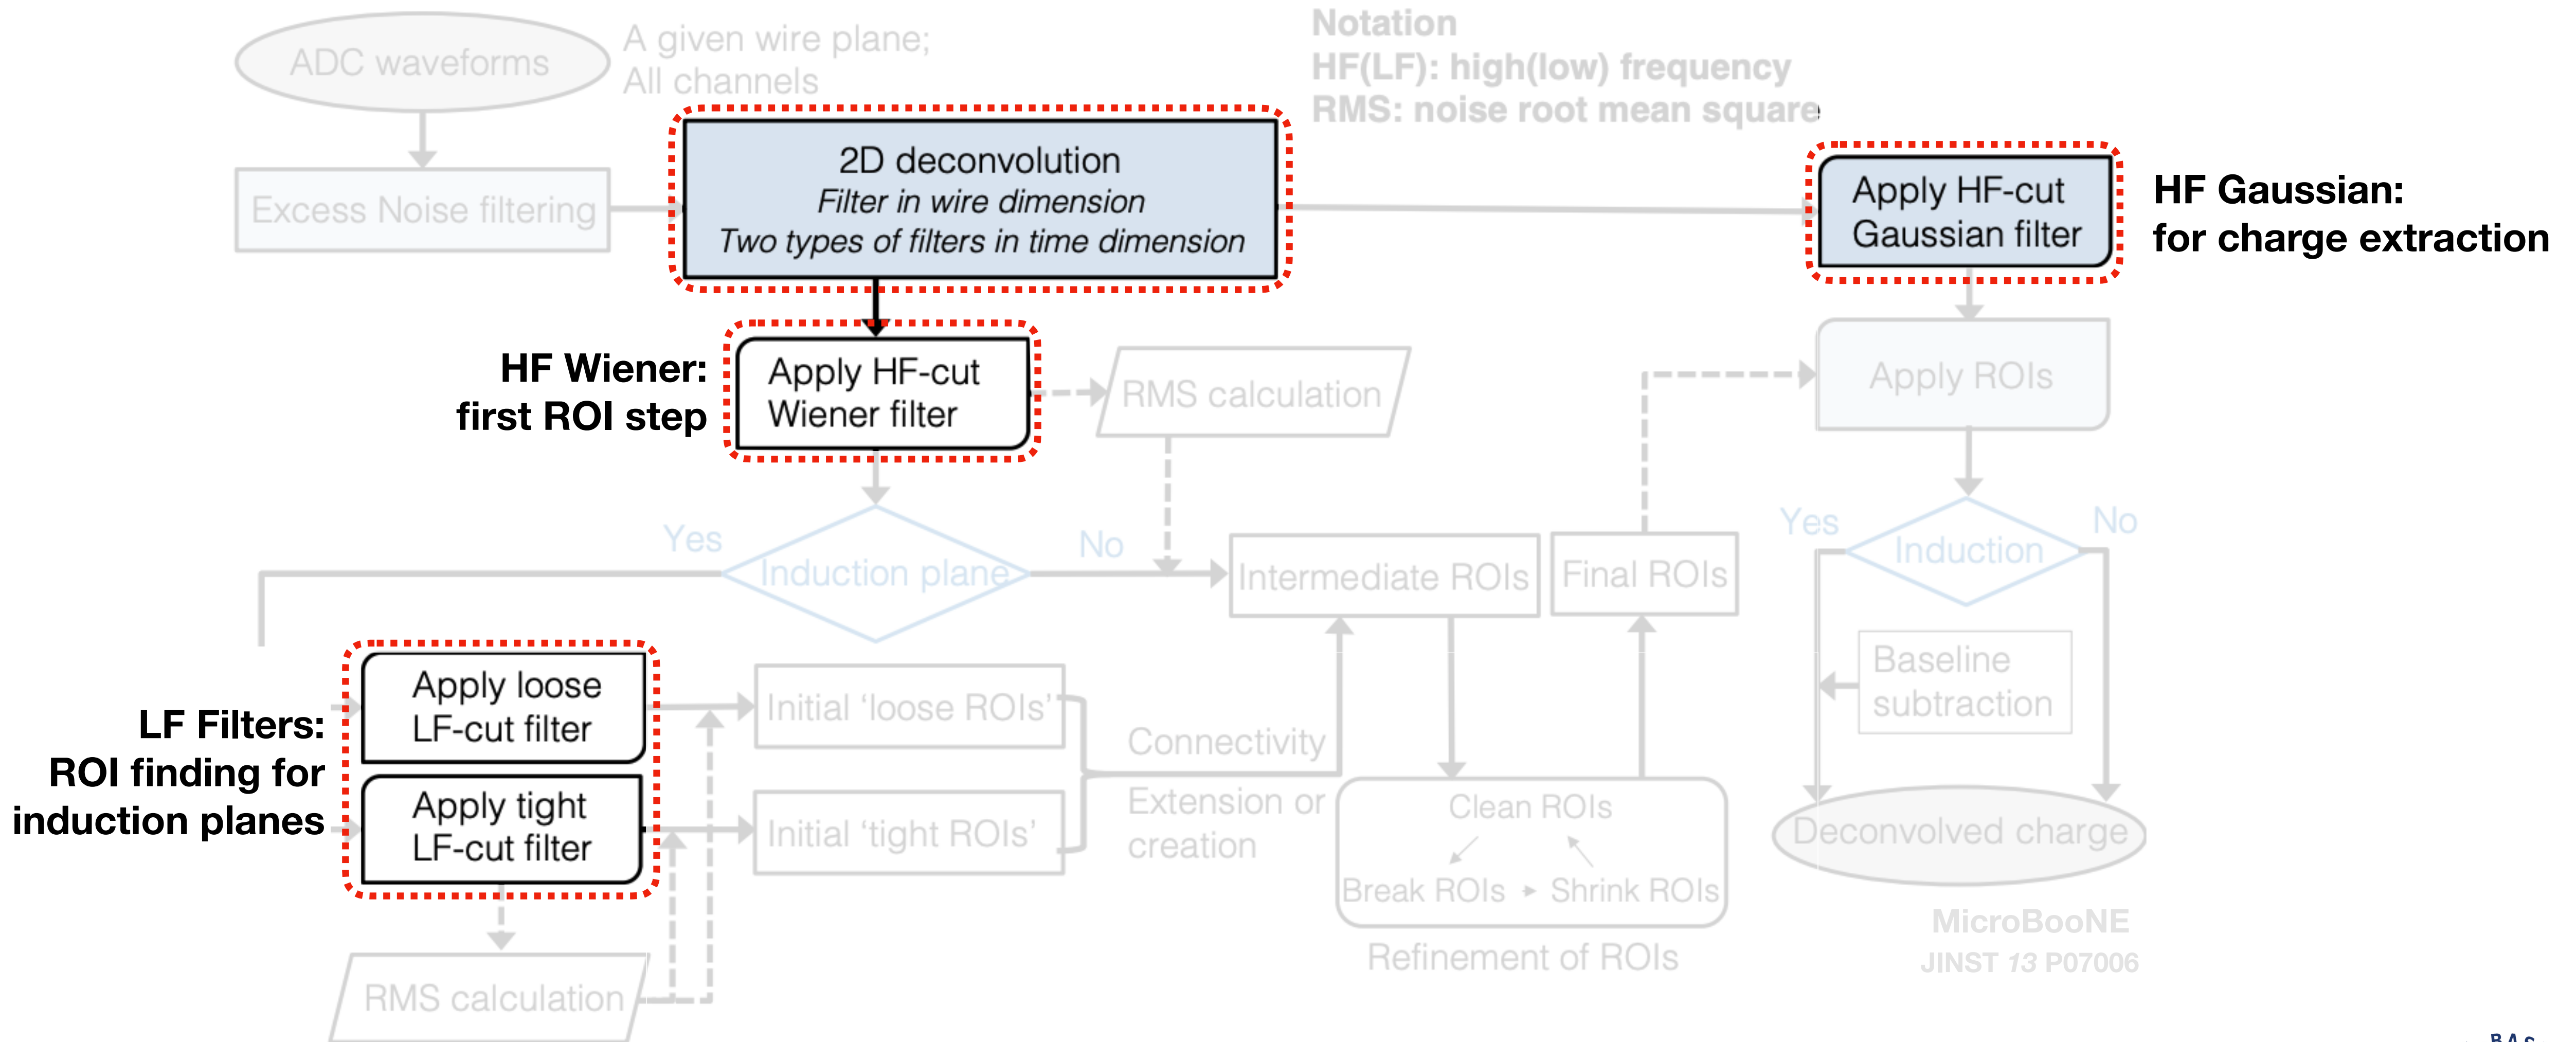 ADC waveforms
A given wire plane;
All channels
Notation
HF(LF): high(low) frequency
RMS: noise root mean square
Excess Noise filtering
2D deconvolution
Filter in wire dimension
Two types of filters in time dimension
Apply HF-cut
Gaussian filter
HF Gaussian:
for charge extraction
HF Wiener:
first ROI step
Apply HF-cut
Wiener filter
RMS calculation
Apply ROIs
Yes
Induction plane
No
Intermediate ROIs
Final ROIs
Yes
Induction
No
LF Filters:
ROI finding for
induction planes
Apply loose
LF-cut filter
Apply tight
LF-cut filter
Initial ‘loose ROIs’
Initial ‘tight ROIs’
Connectivity
Extension or
creation
Baseline
subtraction
Clean ROIs
Break ROIs
Shrink ROIs
Refinement of ROIs
Deconvolved charge
MicroBooNE
JINST 13 P07006
RMS calculation